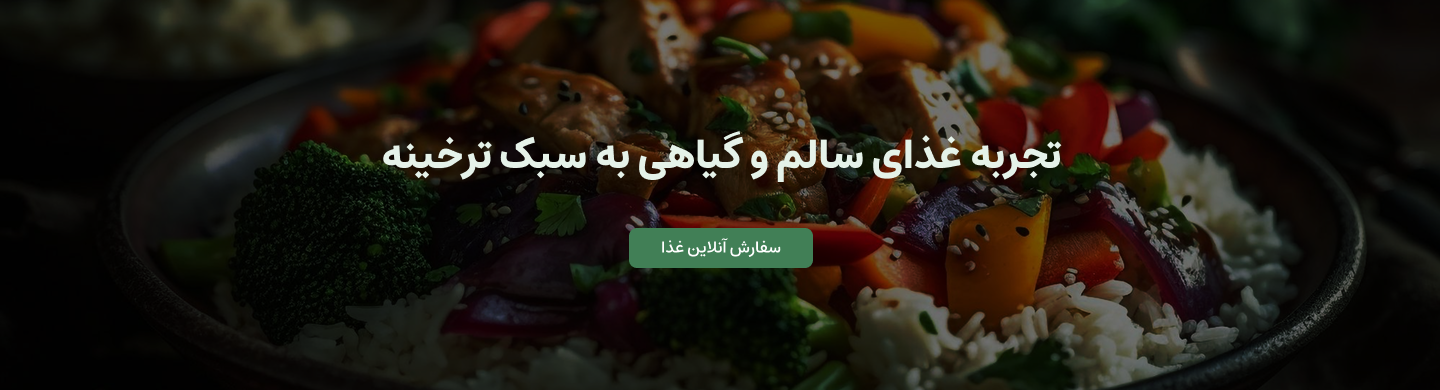 تجربه غذای سالم و گیاهی به سبک ترخینه
سفارش آنلاین غذا